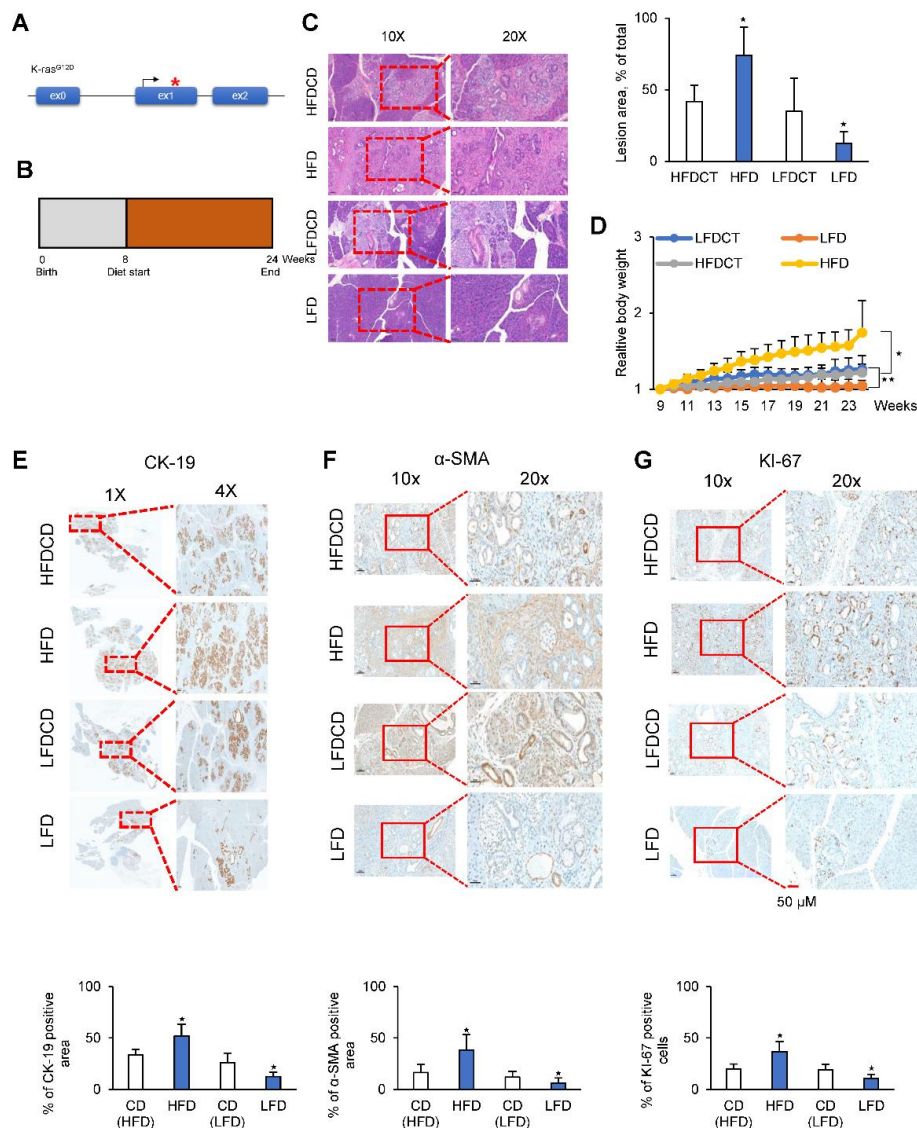 A
K-rasG12D
*
ex0
ex1
ex2
B
0
8
24 Weeks
Birth
Diet start
End
C
10X
20X
HFDCD
HFD
LFDCD
LFD
Lesion area, % of total
100
50
0
*
*
HFDCT
HFD
LFDCT
LFD
D
LFDCT
LFD
HFDCT
HFD
Realtive body weight
2
1
1
*
**
9
11
13
15
17
19
21
23
Weeks
E
CK-19
1X
4X
HFDCD
HFD
LFDCD
LFD
F
α-SMA
10x
20x
HFDCD
HFD
LFDCD
LFD
G
KI-67
10x
20x
HFDCD
HFD
LFDCD
LFD
50 µM
% of CK-19 positive
area
100
50
0
*
*
CD
(HFD)
HFD
CD
(LFD)
LFD
% of α-SMA positive
area
100
50
0
*
*
CD
(HFD)
HFD
CD
(LFD)
LFD
% of KI-67 positive
cells
100
50
0
*
*
CD
(HFD)
HFD
CD
(LFD)
LFD